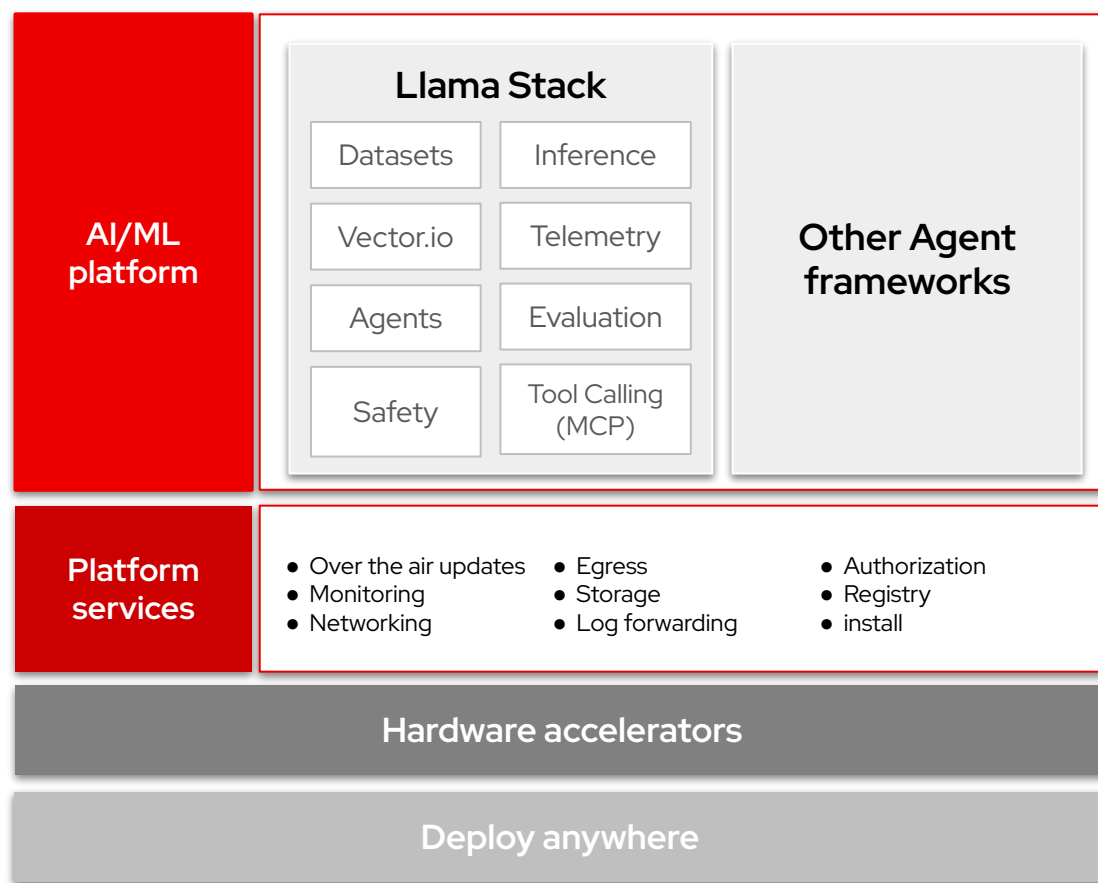 AI/ML
platform
Llama Stack
Datasets
Inference
Vector.io
Telemetry
Agents
Evaluation
Safety
Tool Calling
(MCP)
Other Agent
frameworks
Platform
services
● Over the air updates
● Monitoring
● Networking
● Egress
● Storage
● Log forwarding
● Authorization
● Registry
● install
Hardware accelerators
Deploy anywhere